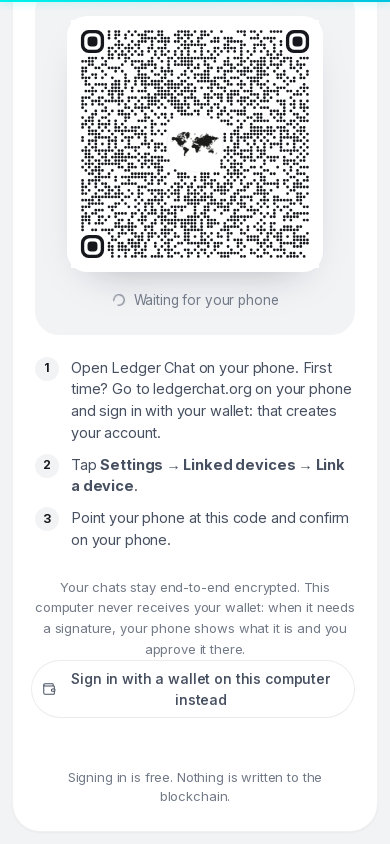 Waiting for your phone
1
Open Ledger Chat on your phone. First
time? Go to ledgerchat.org on your phone
and sign in with your wallet: that creates
your account.
2
Tap Settings → Linked devices → Link
a device.
3
Point your phone at this code and confirm
on your phone.
Your chats stay end-to-end encrypted. This
computer never receives your wallet: when it needs
a signature, your phone shows what it is and you
approve it there.
Sign in with a wallet on this computer
instead
Signing in is free. Nothing is written to the
blockchain.